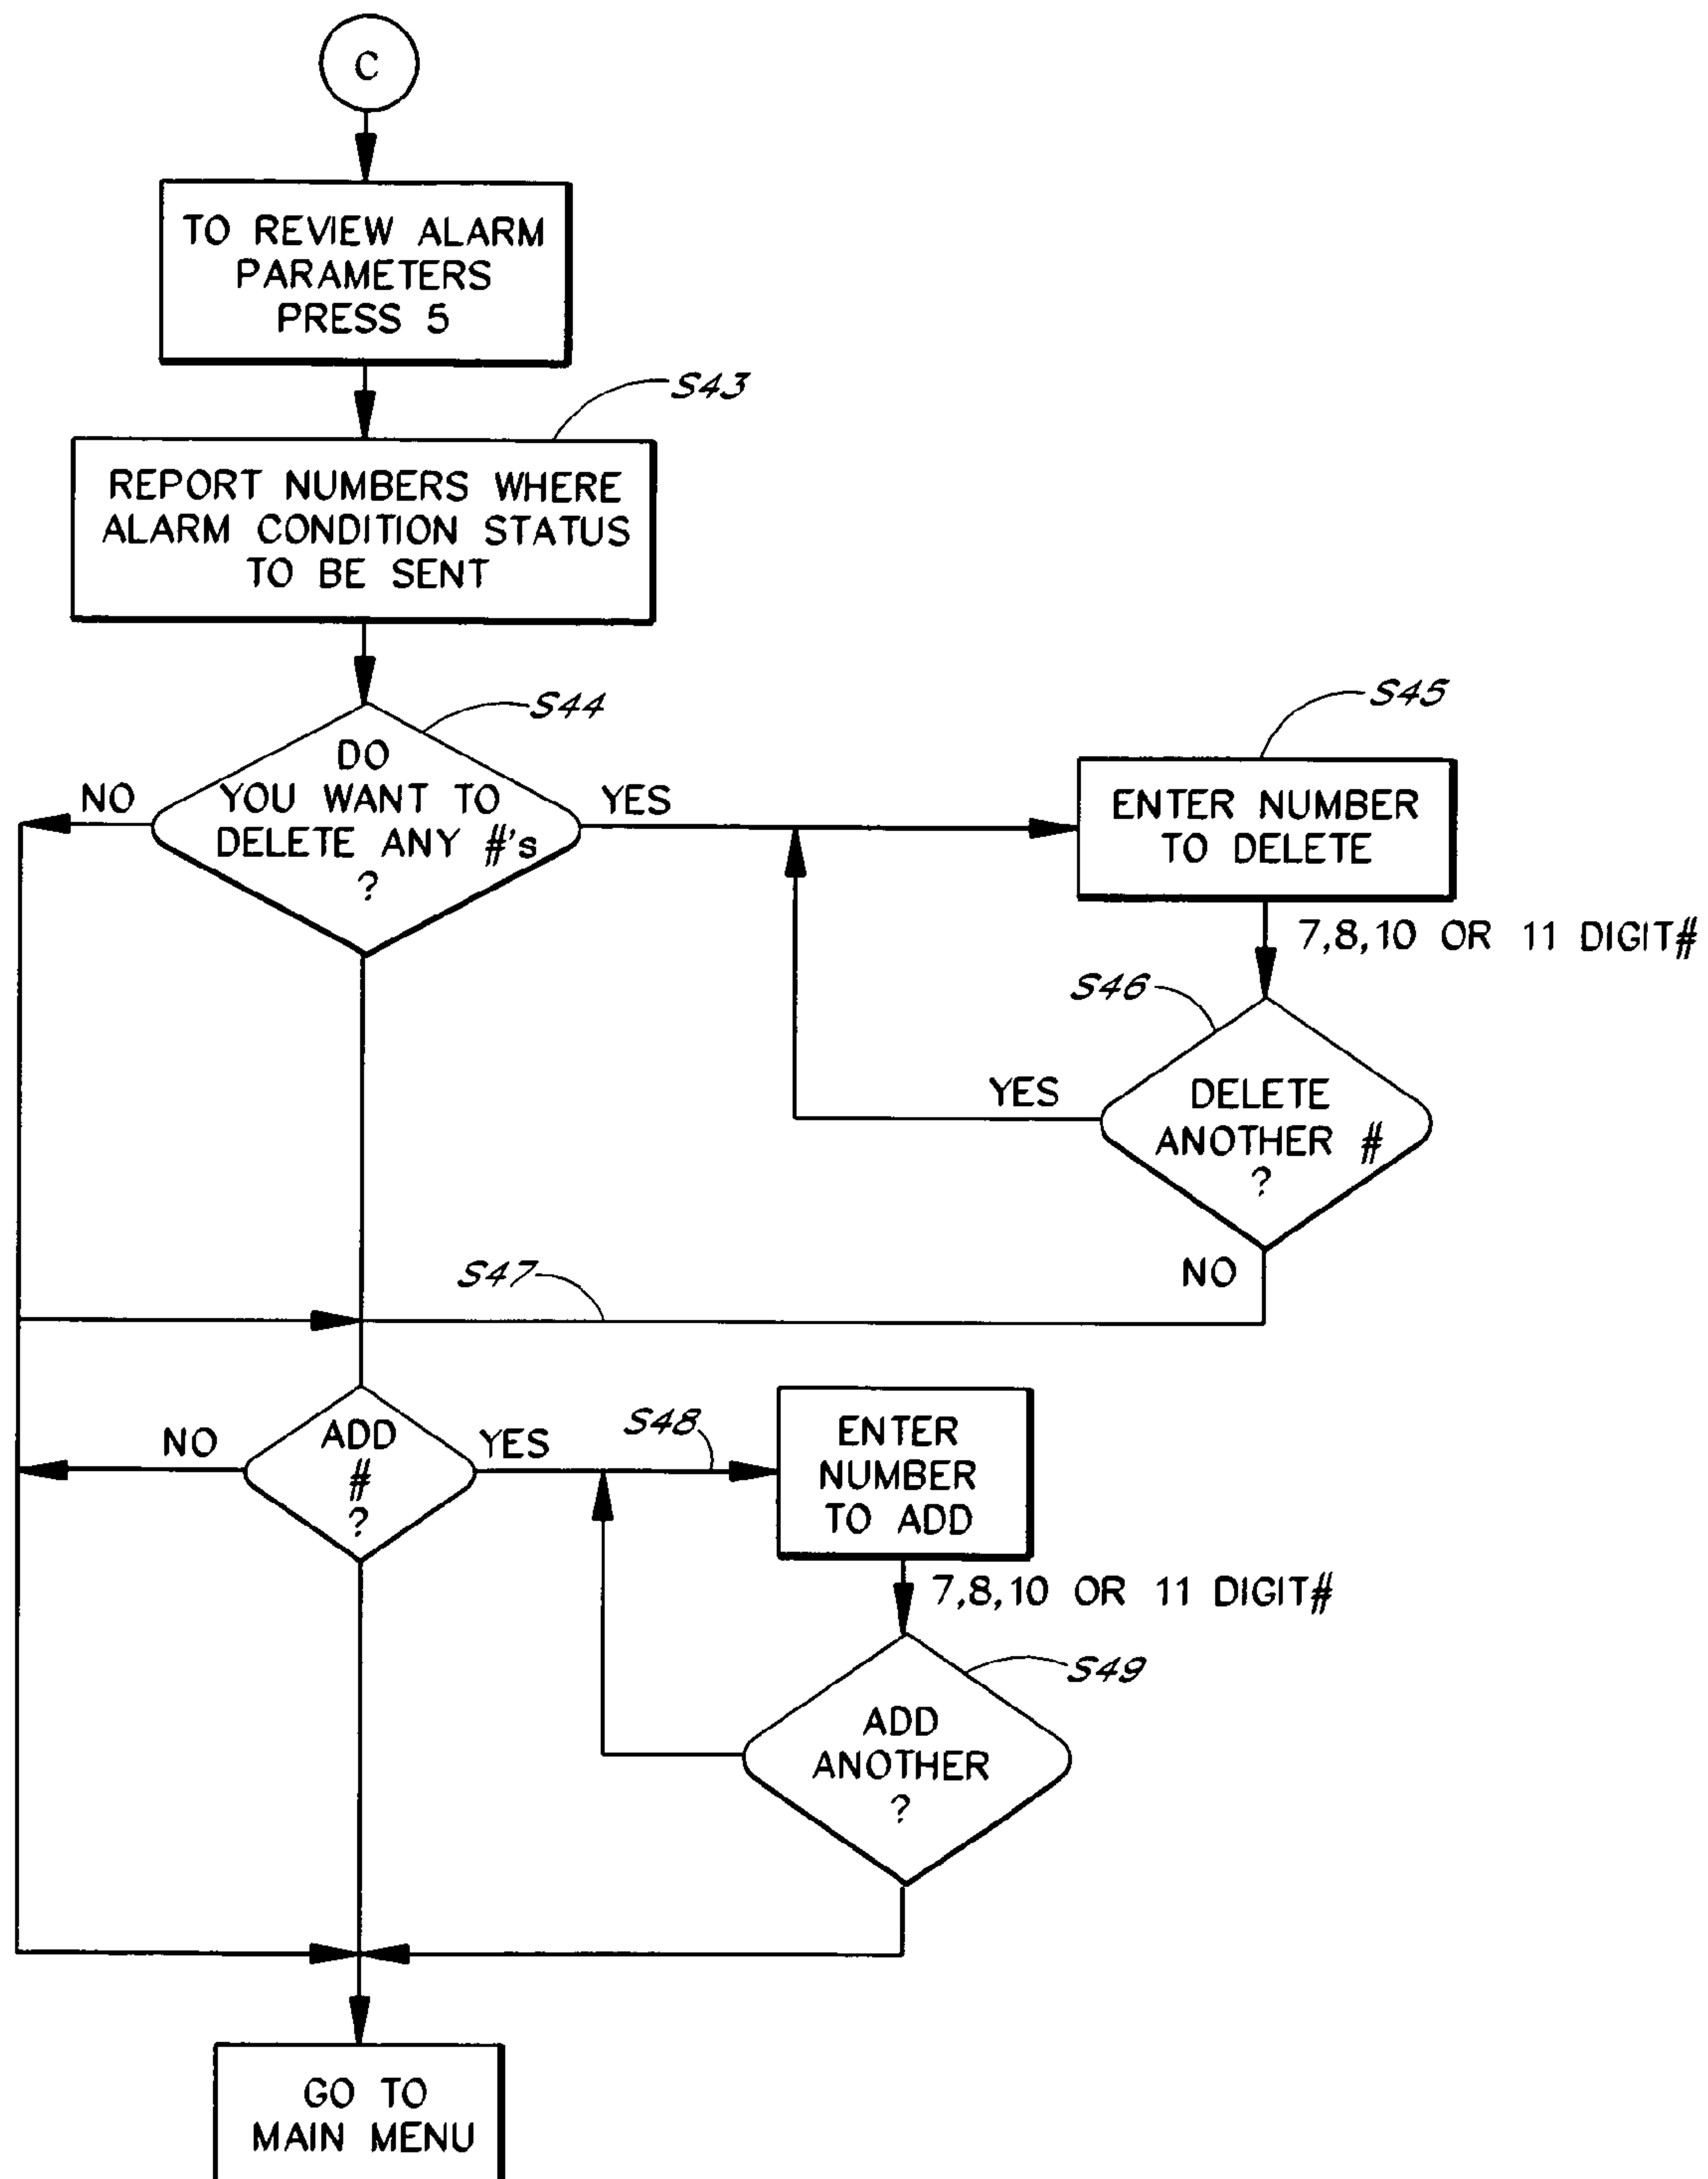 C
TO REVIEW ALARM
PARAMETERS
PRESS 5
S43
REPORT NUMBERS WHERE
ALARM CONDITION STATUS
TO BE SENT
S44
DO
YOU WANT TO
DELETE ANY #'s
?
NO
YES
S45
ENTER NUMBER
TO DELETE
7,8,10 OR 11 DIGIT#
S46
DELETE
ANOTHER #
?
YES
NO
S47
ADD
#
?
NO
YES
S48
ENTER
NUMBER
TO ADD
7,8,10 OR 11 DIGIT#
S49
ADD
ANOTHER
?
GO TO
MAIN MENU